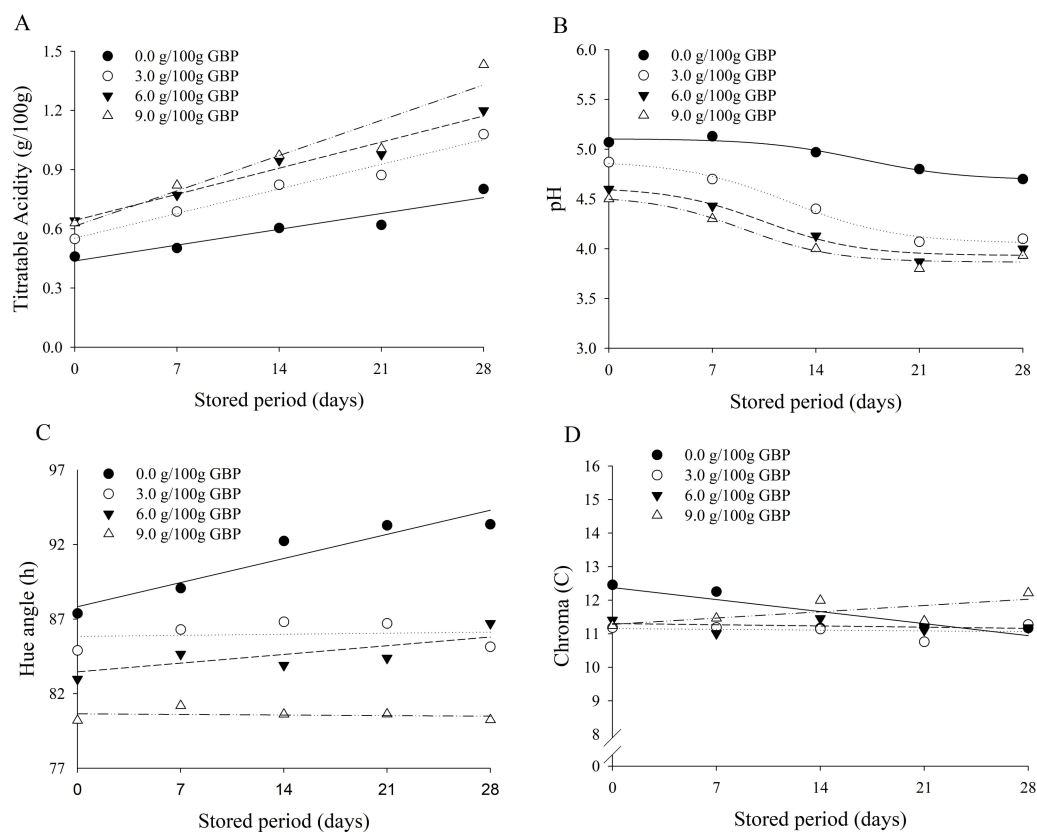 A
0.0 g/100g GBP
3.0 g/100g GBP
6.0 g/100g GBP
9.0 g/100g GBP
Titratable Acidity (g/100g)
1.5
1.2
0.9
0.6
0.3
0.0
0 7 14 21 28
Stored period (days)
B
0.0 g/100g GBP
3.0 g/100g GBP
6.0 g/100g GBP
9.0 g/100g GBP
pH
6.0
5.5
5.0
4.5
4.0
3.5
3.0
0 7 14 21 28
Stored period (days)
C
0.0 g/100g GBP
3.0 g/100g GBP
6.0 g/100g GBP
9.0 g/100g GBP
Hue angle (h)
97
92
87
82
77
0 7 14 21 28
Stored period (days)
D
0.0 g/100g GBP
3.0 g/100g GBP
6.0 g/100g GBP
9.0 g/100g GBP
Chroma (C)
16
15
14
13
12
11
10
9
8
0
0 7 14 21 28
Stored period (days)